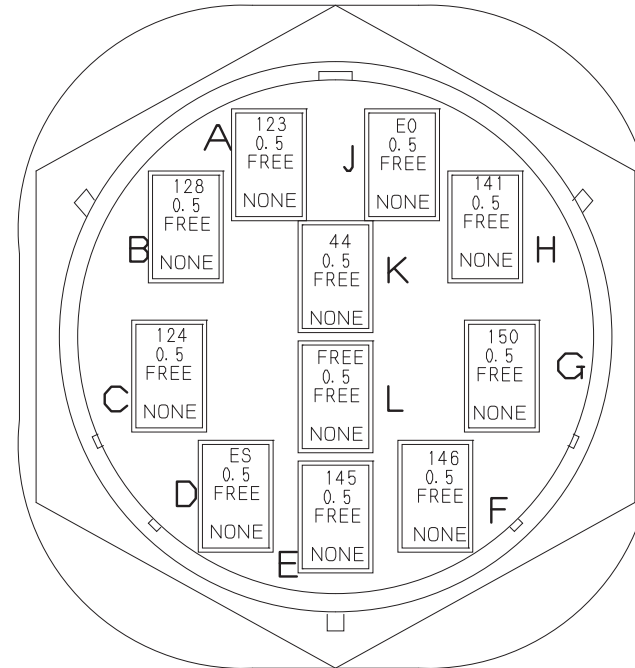 A
123
0.5
FREE
NONE
J
E0
0.5
FREE
NONE
B
128
0.5
FREE
NONE
141
0.5
FREE
NONE
H
44
0.5
FREE
NONE
K
C
124
0.5
FREE
NONE
FREE
0.5
FREE
NONE
L
150
0.5
FREE
NONE
G
D
ES
0.5
FREE
NONE
E
145
0.5
FREE
NONE
146
0.5
FREE
NONE
F